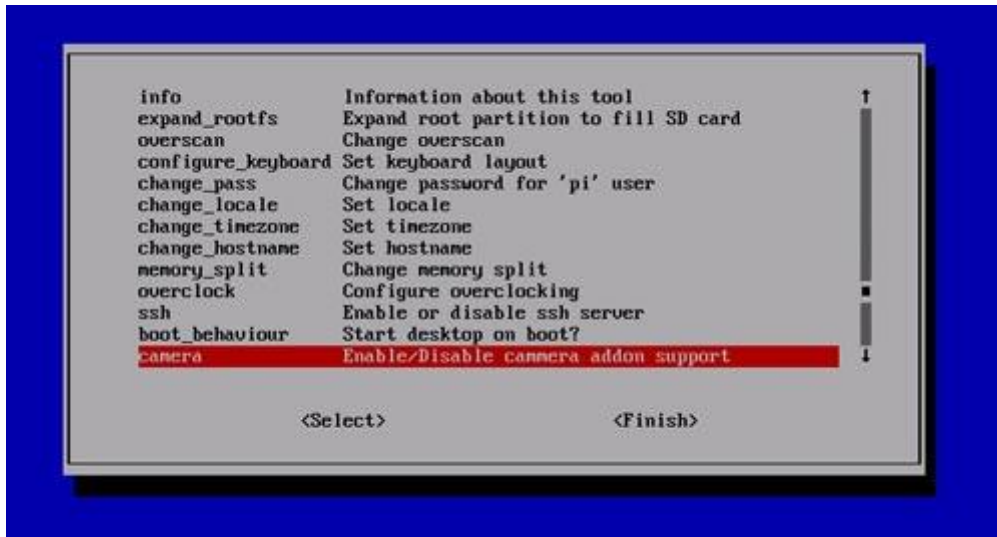 info Information about this tool
expand_rootfs Expand root partition to fill SD card
overscan Change overscan
configure_keyboard Set keyboard layout
change_pass Change password for 'pi' user
change_locale Set locale
change_timezone Set timezone
change_hostname Set hostname
memory_split Change memory split
overclock Configure overclocking
ssh Enable or disable ssh server
boot_behaviour Start desktop on boot?
camera Enable/Disable cammera addon support
<Select> <Finish>